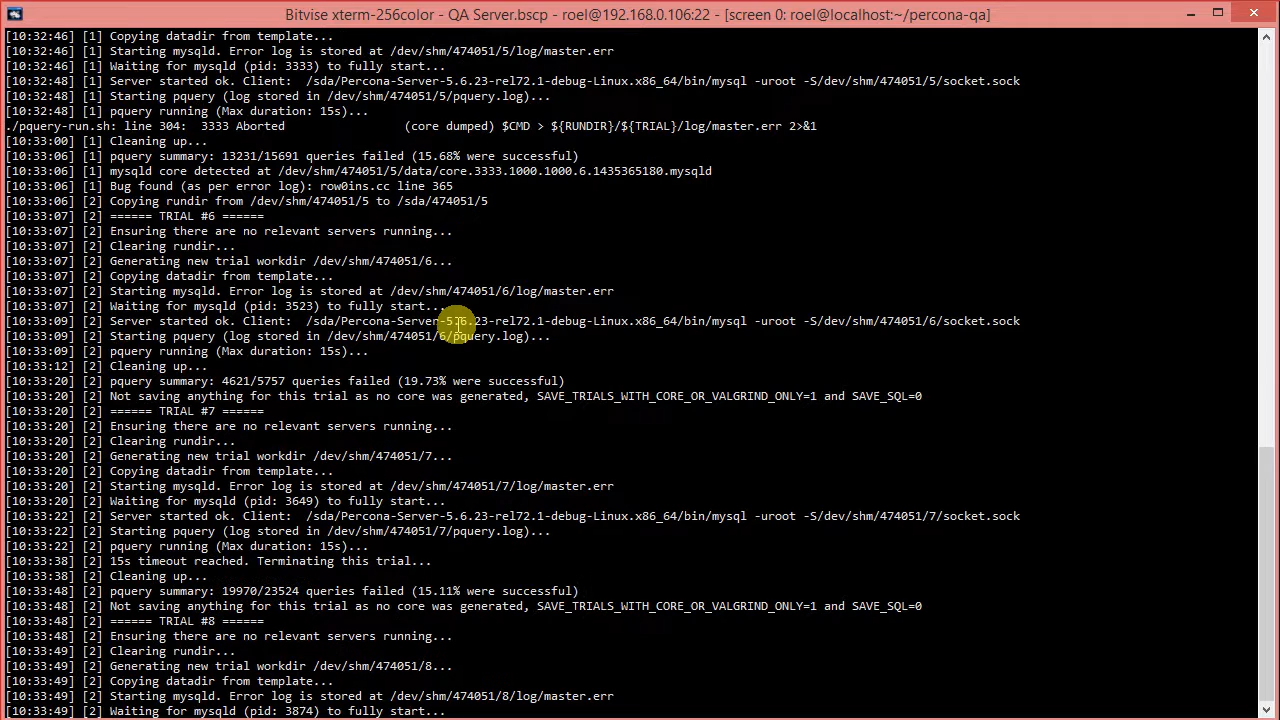 Bitvise xterm-256color - QA Server.bscp - roel@192.168.0.106:22 - [screen 0: roel@localhost:~/percona-qa]
[10:32:46] [1] Copying datadir from template...
[10:32:46] [1] Starting mysqld. Error log is stored at /dev/shm/474051/5/log/master.err
[10:32:46] [1] Waiting for mysqld (pid: 3333) to fully start...
[10:32:48] [1] Server started ok. Client:  /sda/Percona-Server-5.6.23-rel72.1-debug-Linux.x86_64/bin/mysql -uroot -S/dev/shm/474051/5/socket.sock
[10:32:48] [1] Starting pquery (log stored in /dev/shm/474051/5/pquery.log)...
[10:32:48] [1] pquery running (Max duration: 15s)...
./pquery-run.sh: line 304:  3333 Aborted                 (core dumped) $CMD > ${RUNDIR}/${TRIAL}/log/master.err 2>&1
[10:33:00] [1] Cleaning up...
[10:33:06] [1] pquery summary: 13231/15691 queries failed (15.68% were successful)
[10:33:06] [1] mysqld core detected at /dev/shm/474051/5/data/core.3333.1000.1000.6.1435365180.mysqld
[10:33:06] [1] Bug found (as per error log): row0ins.cc line 365
[10:33:06] [2] Copying rundir from /dev/shm/474051/5 to /sda/474051/5
[10:33:07] [2] ====== TRIAL #6 ======
[10:33:07] [2] Ensuring there are no relevant servers running...
[10:33:07] [2] Clearing rundir...
[10:33:07] [2] Generating new trial workdir /dev/shm/474051/6...
[10:33:07] [2] Copying datadir from template...
[10:33:07] [2] Starting mysqld. Error log is stored at /dev/shm/474051/6/log/master.err
[10:33:07] [2] Waiting for mysqld (pid: 3523) to fully start...
[10:33:09] [2] Server started ok. Client:  /sda/Percona-Server-5.6.23-rel72.1-debug-Linux.x86_64/bin/mysql -uroot -S/dev/shm/474051/6/socket.sock
[10:33:09] [2] Starting pquery (log stored in /dev/shm/474051/6/pquery.log)...
[10:33:09] [2] pquery running (Max duration: 15s)...
[10:33:12] [2] Cleaning up...
[10:33:20] [2] pquery summary: 4621/5757 queries failed (19.73% were successful)
[10:33:20] [2] Not saving anything for this trial as no core was generated, SAVE_TRIALS_WITH_CORE_OR_VALGRIND_ONLY=1 and SAVE_SQL=0
[10:33:20] [2] ====== TRIAL #7 ======
[10:33:20] [2] Ensuring there are no relevant servers running...
[10:33:20] [2] Clearing rundir...
[10:33:20] [2] Generating new trial workdir /dev/shm/474051/7...
[10:33:20] [2] Copying datadir from template...
[10:33:20] [2] Starting mysqld. Error log is stored at /dev/shm/474051/7/log/master.err
[10:33:20] [2] Waiting for mysqld (pid: 3649) to fully start...
[10:33:22] [2] Server started ok. Client:  /sda/Percona-Server-5.6.23-rel72.1-debug-Linux.x86_64/bin/mysql -uroot -S/dev/shm/474051/7/socket.sock
[10:33:22] [2] Starting pquery (log stored in /dev/shm/474051/7/pquery.log)...
[10:33:22] [2] pquery running (Max duration: 15s)...
[10:33:38] [2] 15s timeout reached. Terminating this trial...
[10:33:38] [2] Cleaning up...
[10:33:48] [2] pquery summary: 19970/23524 queries failed (15.11% were successful)
[10:33:48] [2] Not saving anything for this trial as no core was generated, SAVE_TRIALS_WITH_CORE_OR_VALGRIND_ONLY=1 and SAVE_SQL=0
[10:33:48] [2] ====== TRIAL #8 ======
[10:33:48] [2] Ensuring there are no relevant servers running...
[10:33:49] [2] Clearing rundir...
[10:33:49] [2] Generating new trial workdir /dev/shm/474051/8...
[10:33:49] [2] Copying datadir from template...
[10:33:49] [2] Starting mysqld. Error log is stored at /dev/shm/474051/8/log/master.err
[10:33:49] [2] Waiting for mysqld (pid: 3874) to fully start...